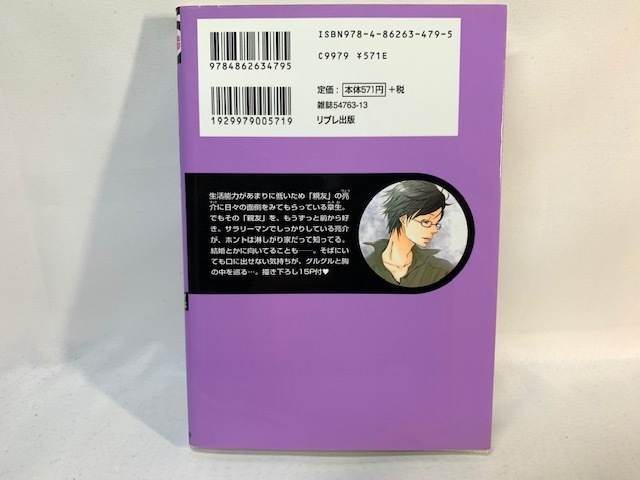 ISBN978-4-86263-479-5
C9979 ¥571E
9784862634795
定価：本体571円+税
雑誌54763-13
1929979005719
リブレ出版
生活能力があまりに低いため「親友」の亮
介に日々の面倒をみてもらっている草生。
でもその「親友」を、もうずっと前から好
き。サラリーマンでしっかりしている亮介
が、ホントは淋しがり家だって知ってる。
結婚とかに向いてることも――。そばにい
ても口に出せない気持ちが、グルグルと胸
の中を巡る…。描き下ろし15P付♥